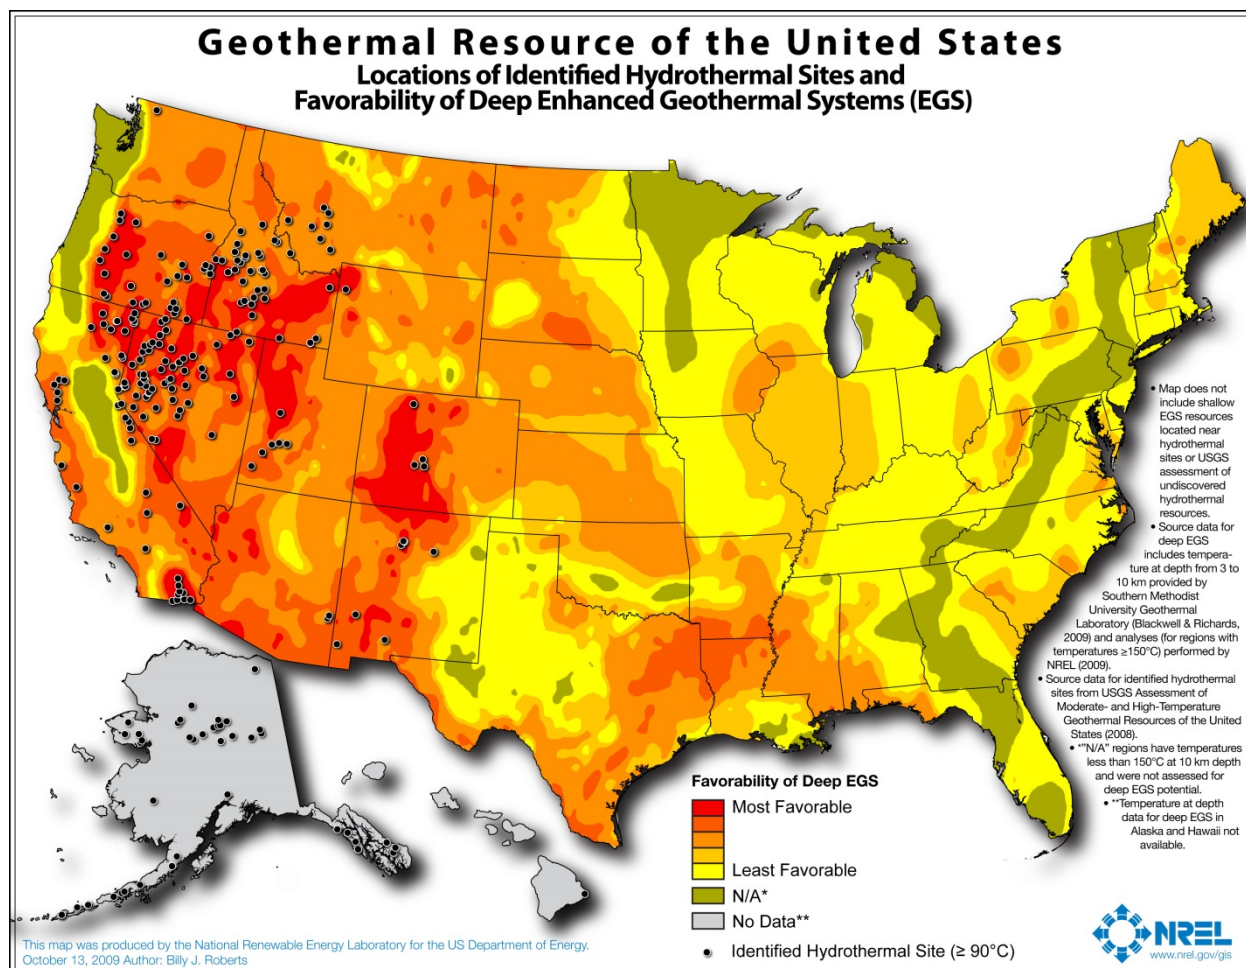 Geothermal Resource of the United States
Locations of Identified Hydrothermal Sites and
Favorability of Deep Enhanced Geothermal Systems (EGS)
• Map does not
include shallow
EGS resources
located near
hydrothermal
sites or USGS
assessment of
undiscovered
hydrothermal
resources.
• Source data for
deep EGS
includes tempera-
ture at depth from 3 to
10 km provided by
Southern Methodist
University Geothermal
Laboratory (Blackwell & Richards,
2009) and analyses (for regions with
temperatures ≥150°C) performed by
NREL (2009).
• Source data for identified hydrothermal
sites from USGS Assessment of
Moderate- and High-Temperature
Geothermal Resources of the United
States (2008).
• *"N/A" regions have temperatures
less than 150°C at 10 km depth
and were not assessed for
deep EGS potential.
• **Temperature at depth
data for deep EGS in
Alaska and Hawaii not
available.
Favorability of Deep EGS
Most Favorable
Least Favorable
N/A*
No Data**
Identified Hydrothermal Site (≥ 90°C)
This map was produced by the National Renewable Energy Laboratory for the US Department of Energy.
October 13, 2009 Author: Billy J. Roberts
NREL
www.nrel.gov/gis